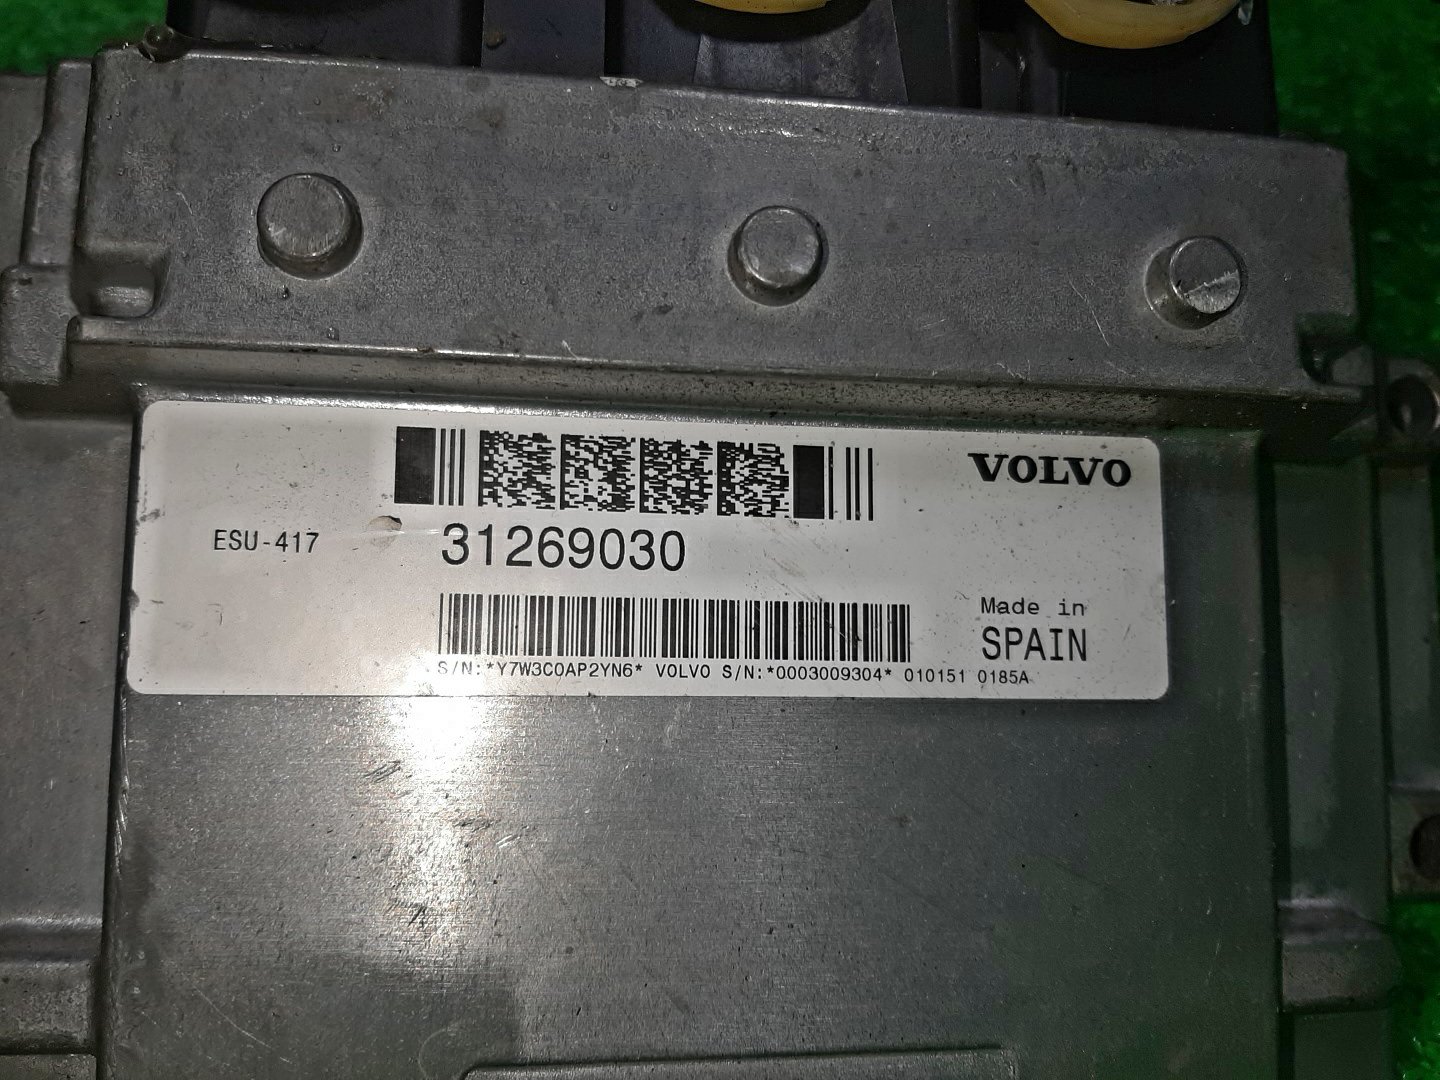 VOLVO
ESU-417
31269030
Made in
SPAIN
S/N:*Y7W3C0AP2YN6* VOLVO S/N:*0003009304* 010151 0185A